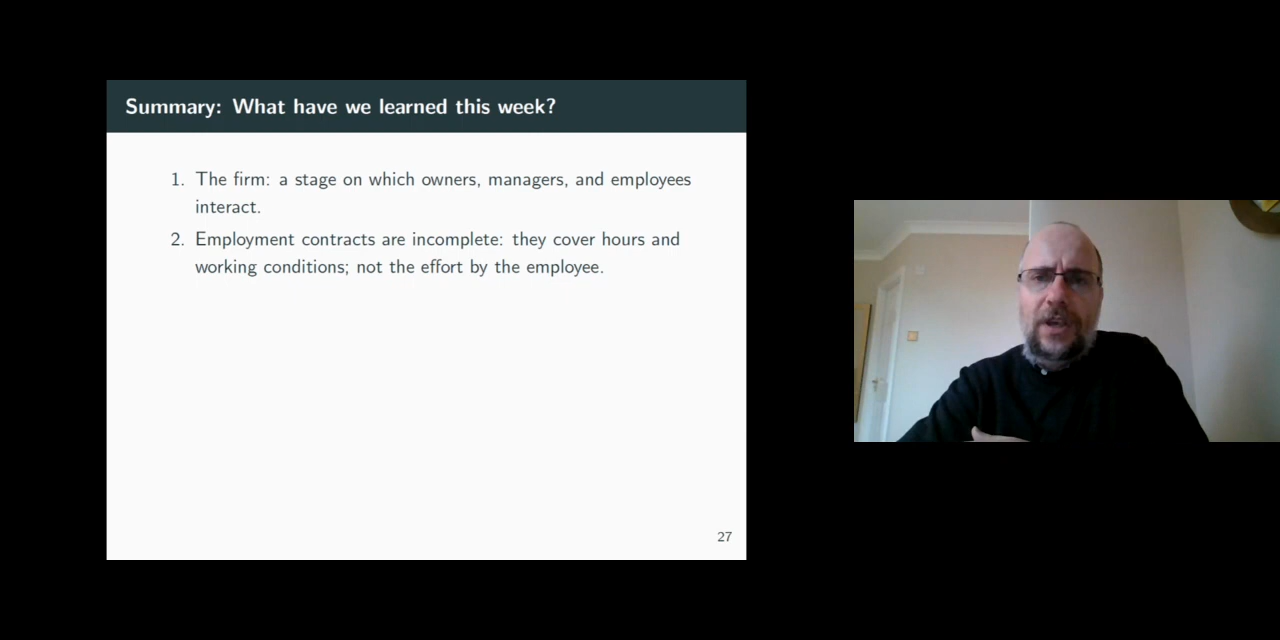 Summary: What have we learned this week?
1. The firm: a stage on which owners, managers, and employees
interact.
2. Employment contracts are incomplete: they cover hours and
working conditions; not the effort by the employee.
27